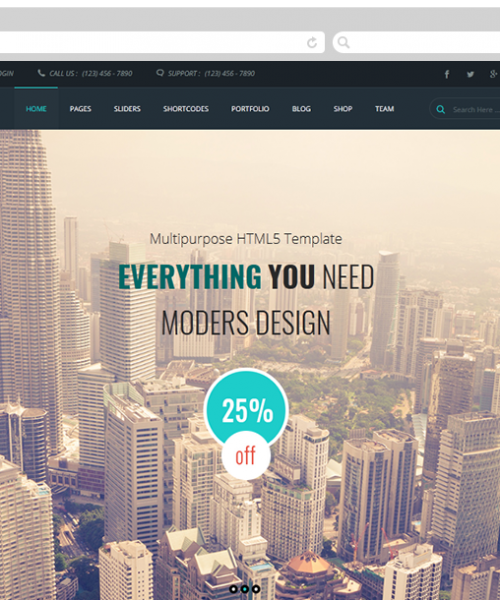 OGIN CALL US : (123) 456 - 7890 SUPPORT : (123) 456 - 7890
HOME PAGES SLIDERS SHORTCODES PORTFOLIO BLOG SHOP TEAM Search Here ...
Multipurpose HTML5 Template
EVERYTHING YOU NEED
MODERS DESIGN
25%
off